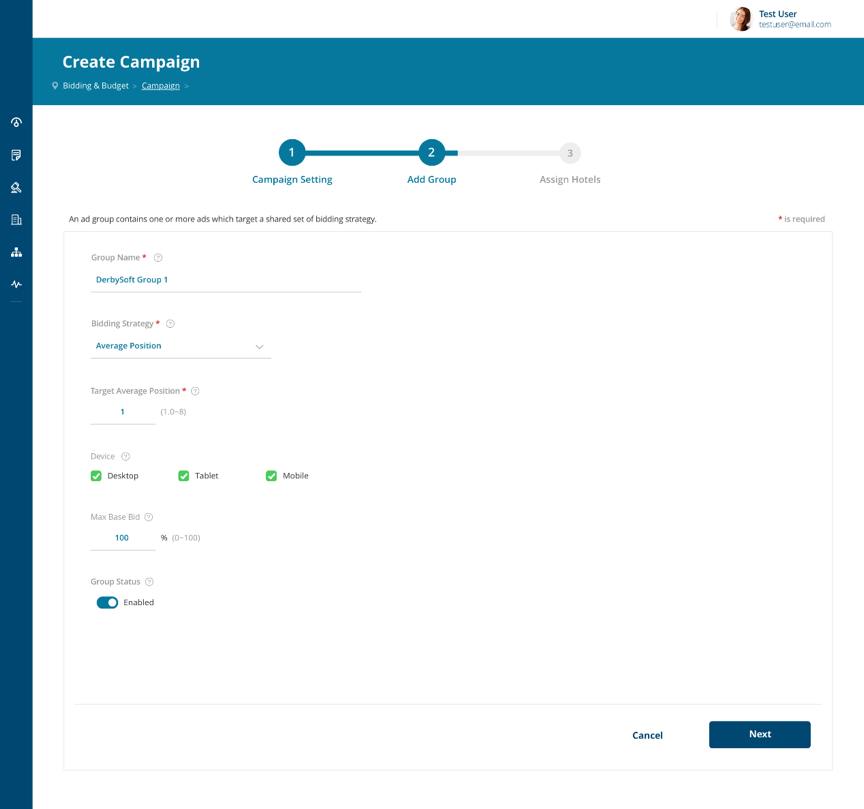 Test User
testuser@email.com
Create Campaign
Bidding & Budget > Campaign >
1 2 3
Campaign Setting Add Group Assign Hotels
An ad group contains one or more ads which target a shared set of bidding strategy. * is required
Group Name *
DerbySoft Group 1
Bidding Strategy *
Average Position
Target Average Position *
1 (1.0~8)
Device
Desktop Tablet Mobile
Max Base Bid
100 % (0~100)
Group Status
Enabled
Cancel Next